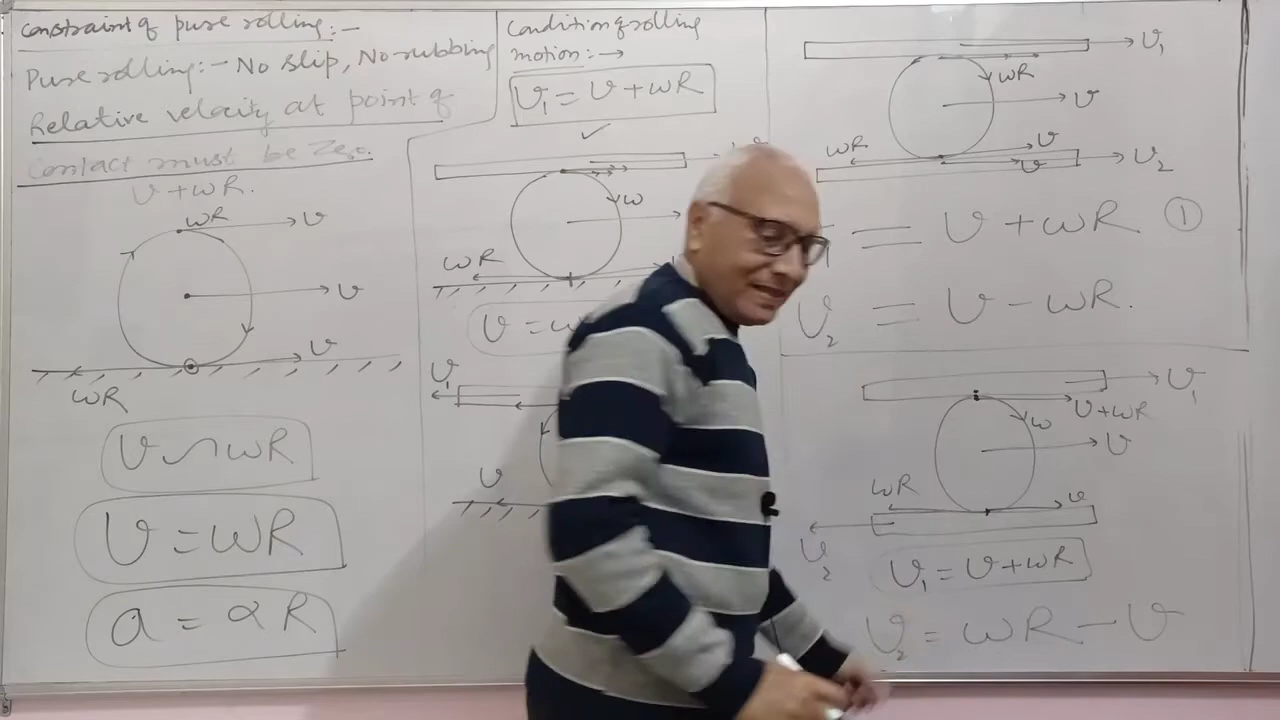 constraint of pure rolling:-
Pure rolling:- No slip, No rubbing
Relative velocity at point of
contact must be Zero.
v + ωR.
ωR v
v
v
ωR
v ~ ωR
v = ωR
a = αR
Condition of rolling
motion:→
v₁ = v + ωR
ω
ωR
v = ω
v₁
v
v₁
ωR
v
ωR v
v
v₂
= v + ωR ①
v₂ = v - ωR.
v₁
v + ωR
ω
v
ωR v
v₂
v₁ = v + ωR
v₂ = ωR - v